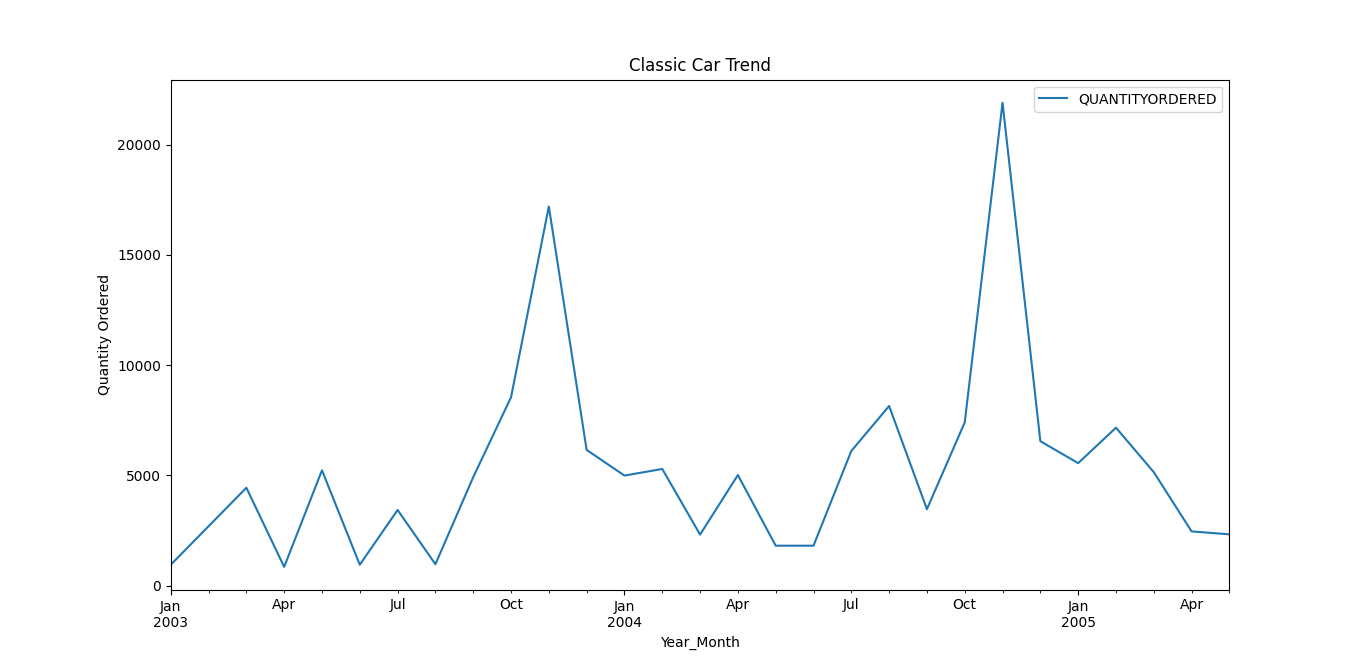 Classic Car Trend
QUANTITYORDERED
20000
15000
10000
5000
0
Quantity Ordered
Jan Apr Jul Oct Jan Apr Jul Oct Jan Apr
2003 2004 2005
Year_Month